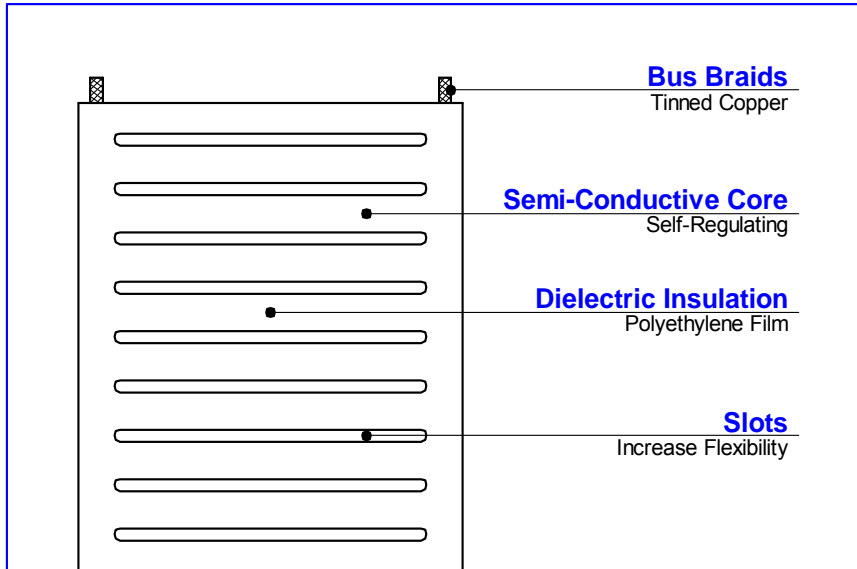 Bus Braids
Tinned Copper
Semi-Conductive Core
Self-Regulating
Dielectric Insulation
Polyethylene Film
Slots
Increase Flexibility